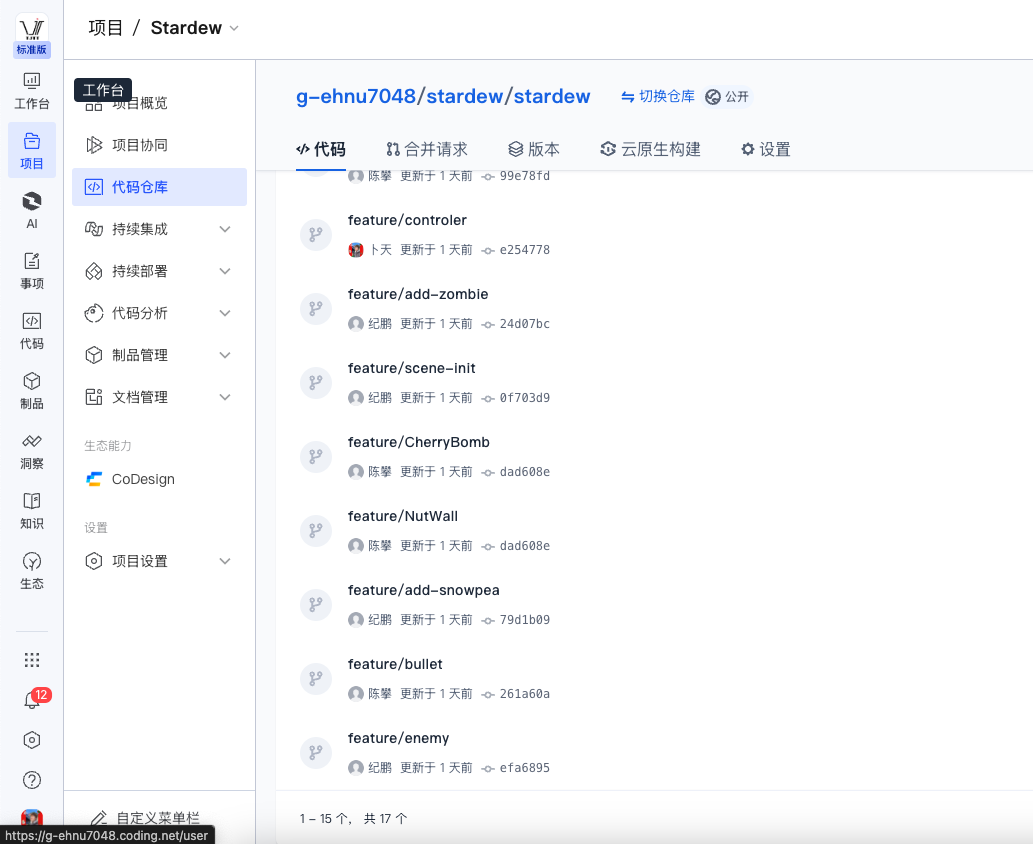 标准版
工作台
项目
AI
事项
代码
制品
洞察
知识
生态
12
项目 / Stardew
工作台
项目概览
项目协同
代码仓库
持续集成
持续部署
代码分析
制品管理
文档管理
生态能力
CoDesign
设置
项目设置
自定义菜单栏
https://g-ehnu7048.coding.net/user
g-ehnu7048/stardew/stardew 切换仓库 公开
代码 合并请求 版本 云原生构建 设置
陈攀 更新于 1 天前 99e78fd
feature/controler
卜天 更新于 1 天前 e254778
feature/add-zombie
纪鹏 更新于 1 天前 24d07bc
feature/scene-init
纪鹏 更新于 1 天前 0f703d9
feature/CherryBomb
陈攀 更新于 1 天前 dad608e
feature/NutWall
陈攀 更新于 1 天前 dad608e
feature/add-snowpea
纪鹏 更新于 1 天前 79d1b09
feature/bullet
陈攀 更新于 1 天前 261a60a
feature/enemy
纪鹏 更新于 1 天前 efa6895
1 - 15 个， 共 17 个